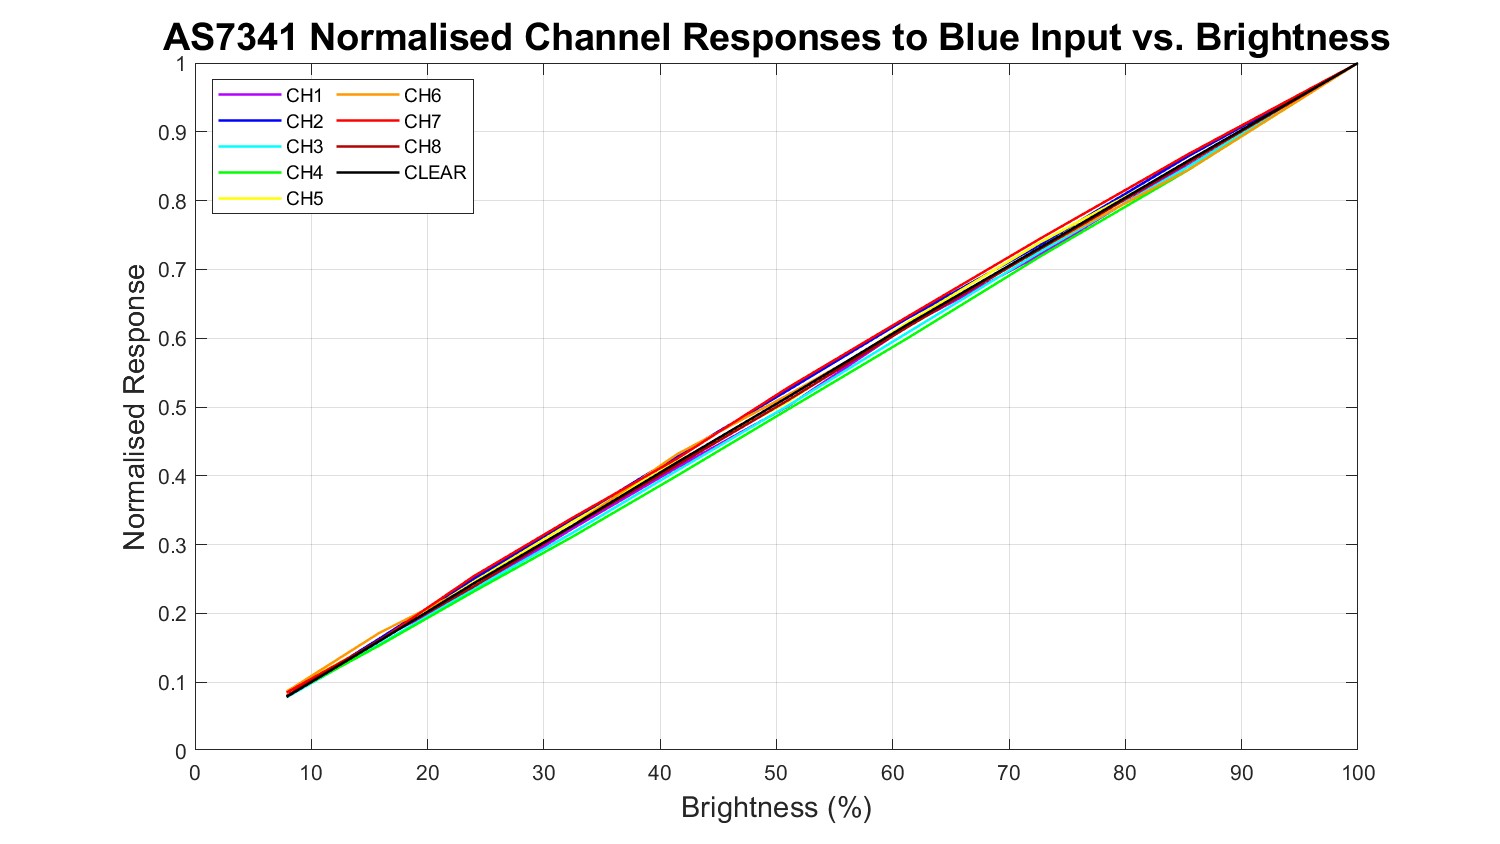 AS7341 Normalised Channel Responses to Blue Input vs. Brightness
1
0.9
0.8
0.7
0.6
0.5
0.4
0.3
0.2
0.1
0
Normalised Response
CH1 CH6
CH2 CH7
CH3 CH8
CH4 CLEAR
CH5
0 10 20 30 40 50 60 70 80 90 100
Brightness (%)